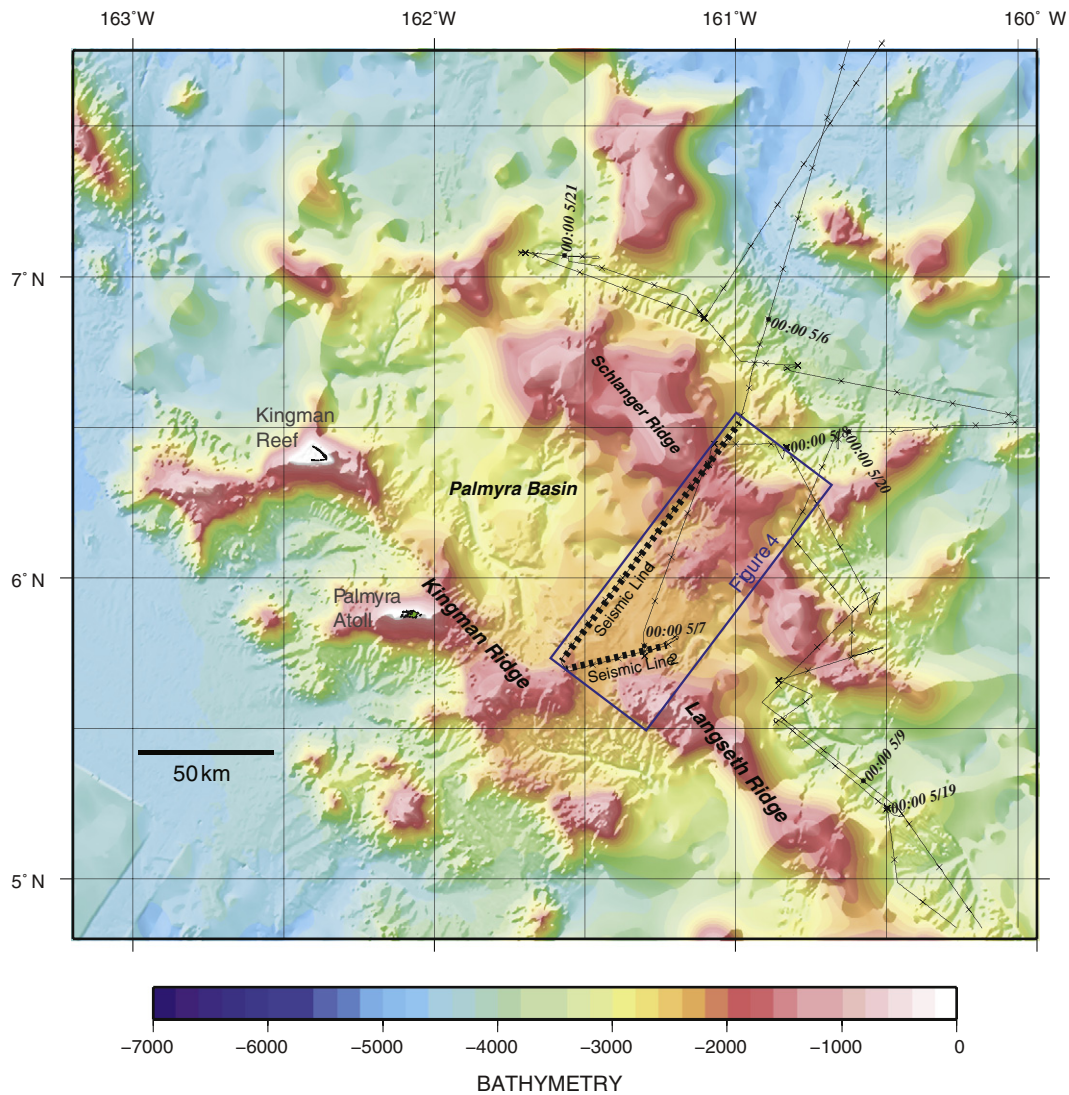 163°W 162°W 161°W 160° W
00:00 5/21
7° N
00:00 5/6
Schlanger Ridge
Kingman
Reef
00:00 5/20
Palmyra Basin
Figure 4
6° N
Seismic Line
Palmyra
Atoll
Kingman Ridge
00:00 5/7
Seismic Line
Langseth Ridge
00:00 5/9
50 km
00:00 5/19
5° N
−7000 −6000 −5000 −4000 −3000 −2000 −1000 0
BATHYMETRY